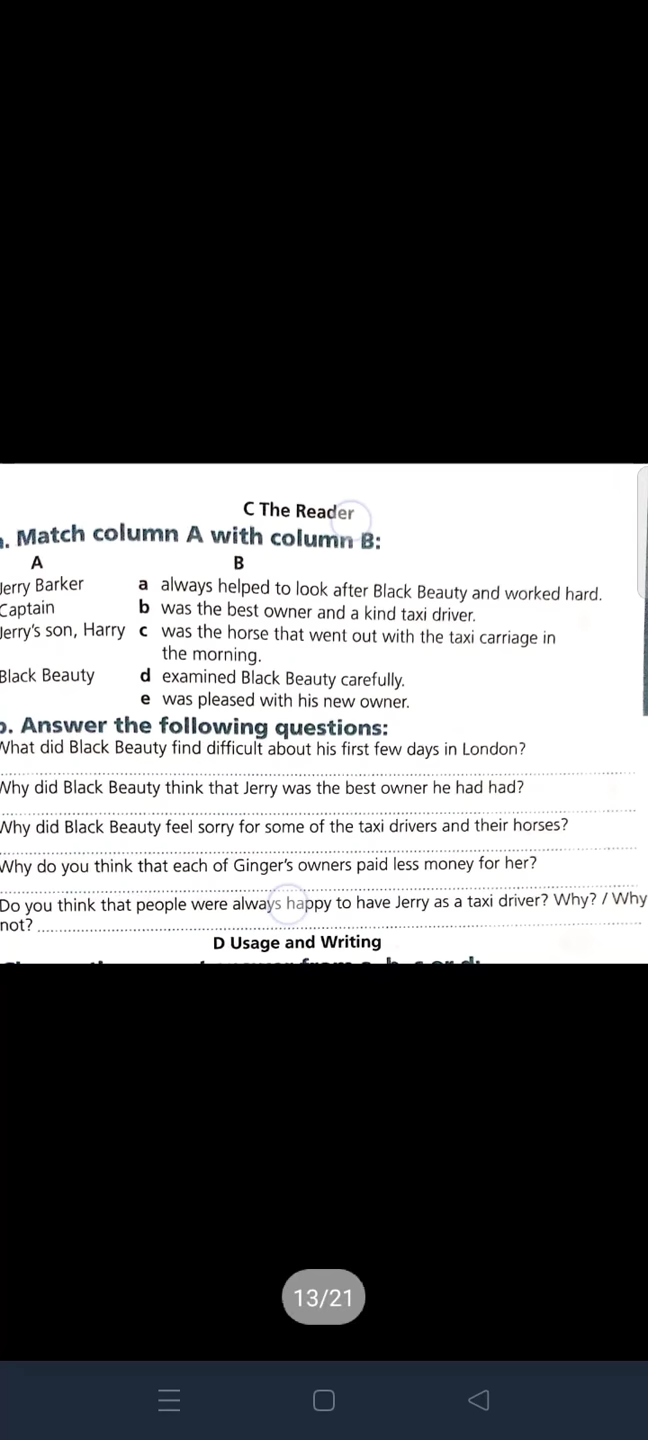 C The Reader
. Match column A with column B:
A B
Jerry Barker a always helped to look after Black Beauty and worked hard.
Captain b was the best owner and a kind taxi driver.
Jerry's son, Harry c was the horse that went out with the taxi carriage in
the morning.
Black Beauty d examined Black Beauty carefully.
e was pleased with his new owner.
b. Answer the following questions:
What did Black Beauty find difficult about his first few days in London?
Why did Black Beauty think that Jerry was the best owner he had had?
Why did Black Beauty feel sorry for some of the taxi drivers and their horses?
Why do you think that each of Ginger's owners paid less money for her?
Do you think that people were always happy to have Jerry as a taxi driver? Why? / Why
not?
D Usage and Writing
13/21